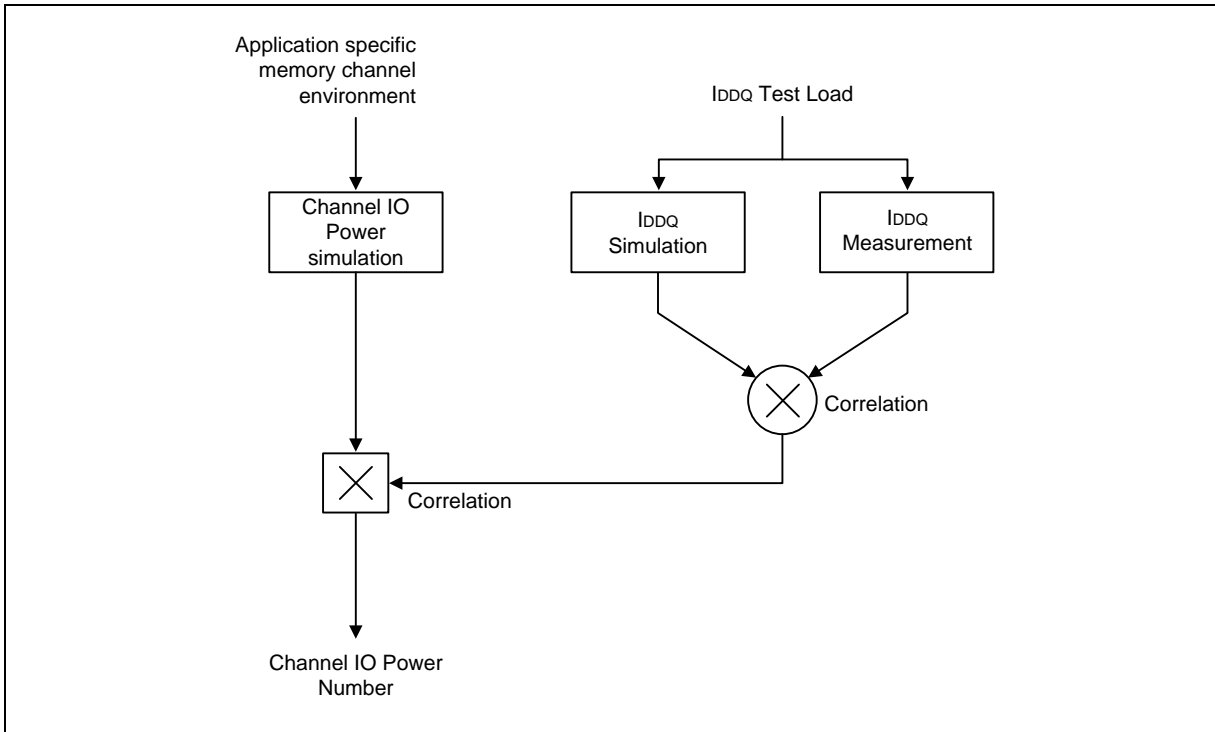 Application specific
memory channel
environment
IDDQ Test Load
Channel IO
Power
simulation
IDDQ
Simulation
IDDQ
Measurement
Correlation
Correlation
Channel IO Power
Number